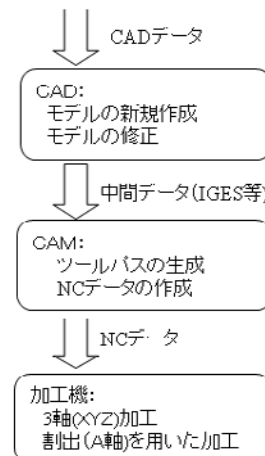 CADデータ
CAD:
モデルの新規作成
モデルの修正
中間データ(IGES等)
CAM:
ツールパスの生成
NCデータの作成
NCデータ
加工機:
3軸(XYZ)加工
割出(A軸)を用いた加工